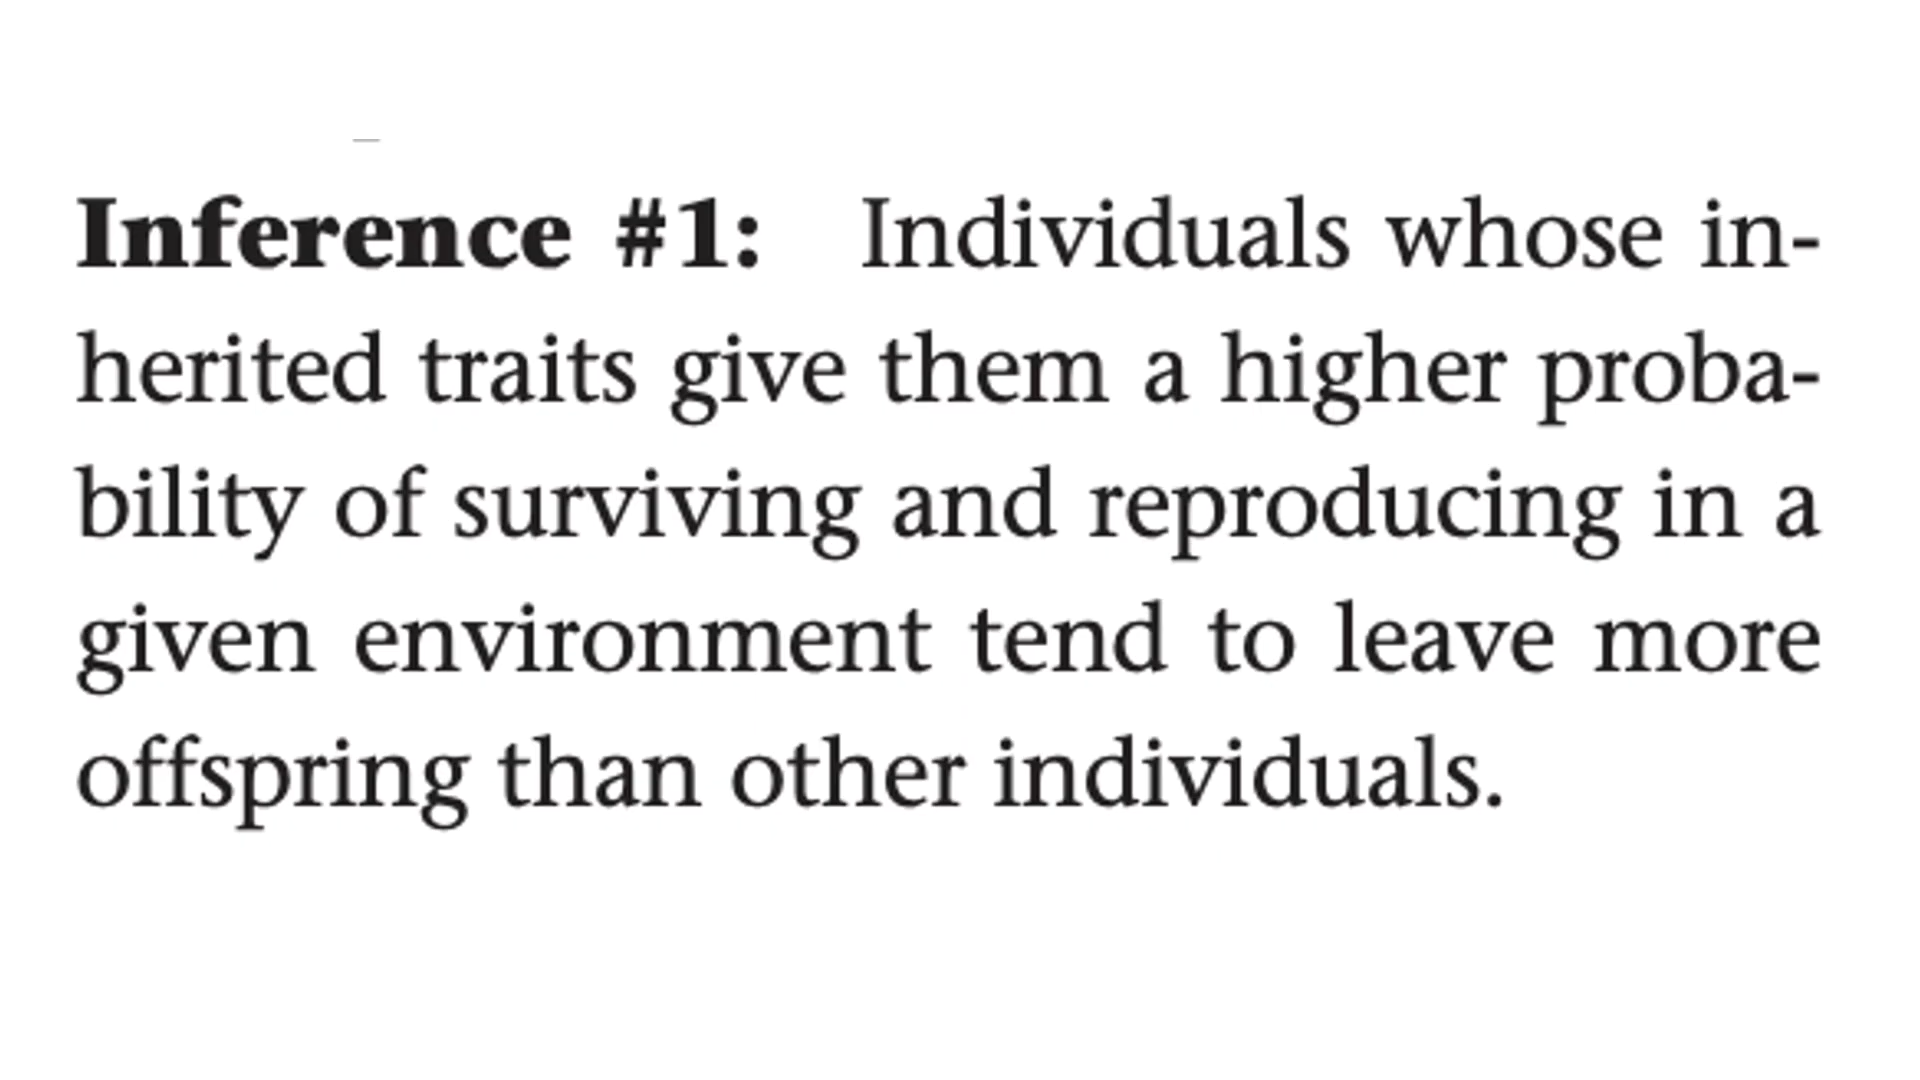 Inference #1: Individuals whose in-
herited traits give them a higher proba-
bility of surviving and reproducing in a
given environment tend to leave more
offspring than other individuals.